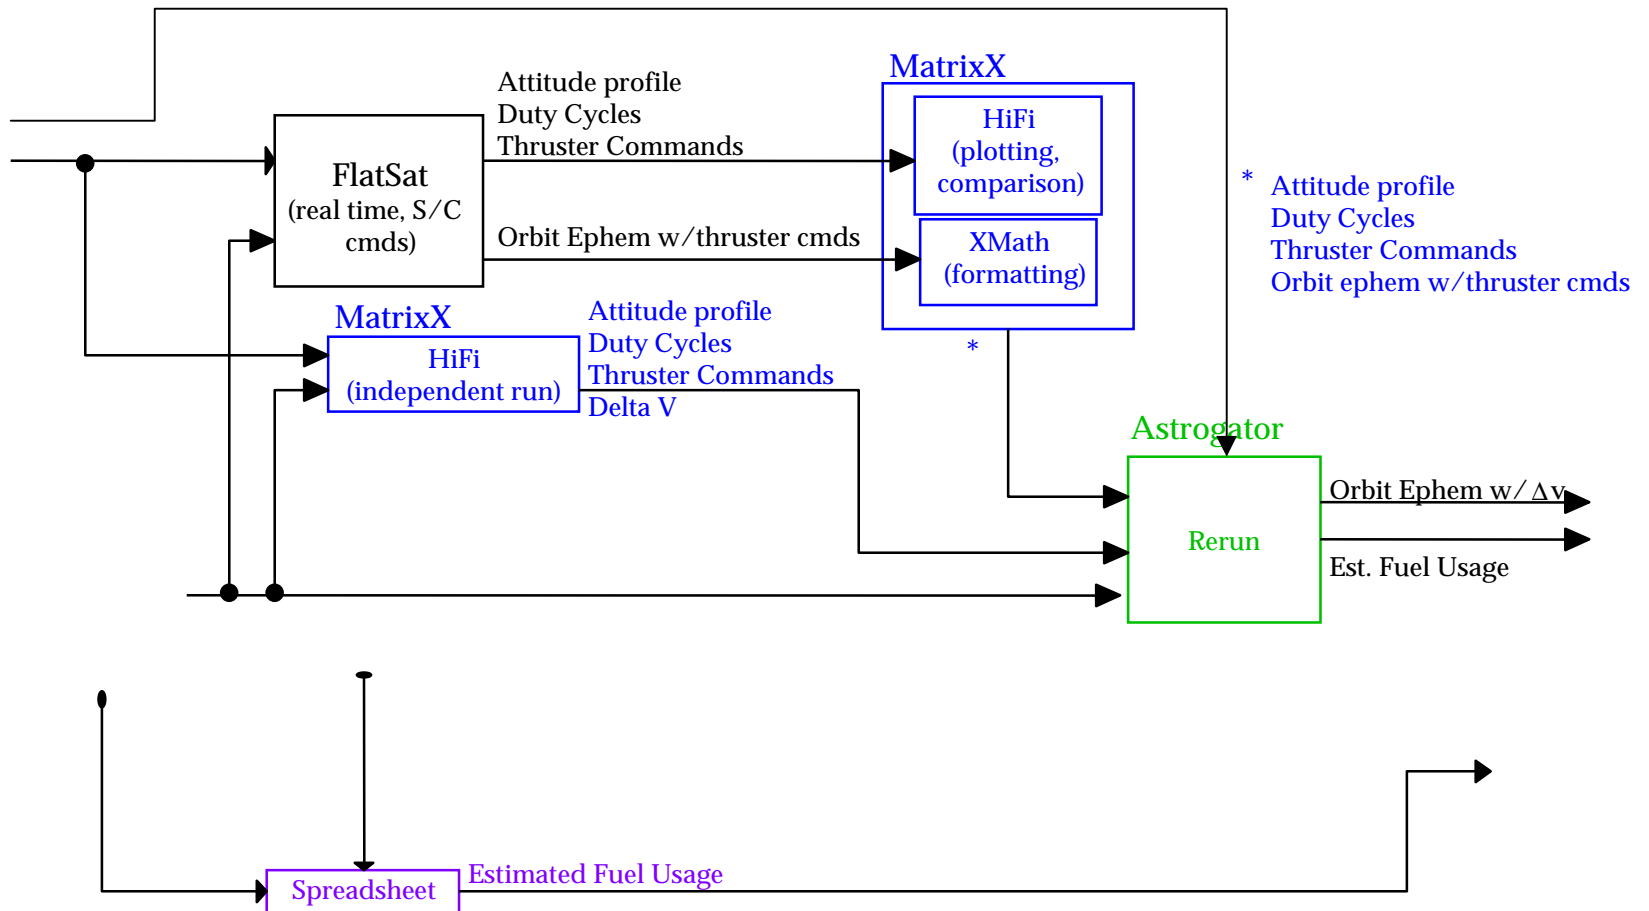 MatrixX
Attitude profile
Duty Cycles
Thruster Commands
HiFi
(plotting,
comparison)
FlatSat
(real time, S/C
cmds)
* Attitude profile
Duty Cycles
Thruster Commands
Orbit ephem w/thruster cmds
Orbit Ephem w/thruster cmds
XMath
(formatting)
MatrixX
HiFi
(independent run)
Attitude profile
Duty Cycles
Thruster Commands
Delta V
*
Astrogator
Rerun
Orbit Ephem w/Δv
Est. Fuel Usage
Spreadsheet
Estimated Fuel Usage